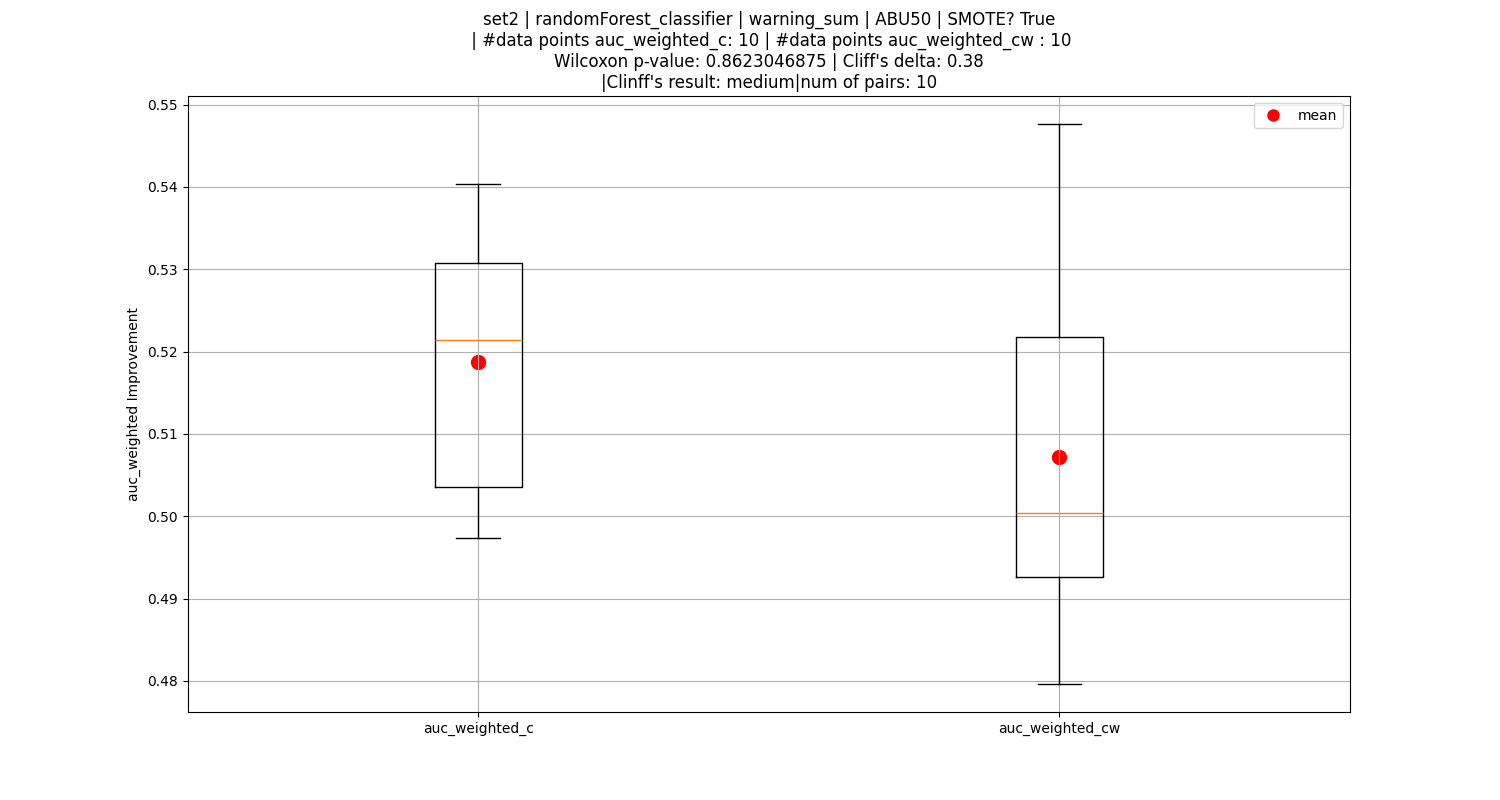 set2 | randomForest_classifier | warning_sum | ABU50 | SMOTE? True
| #data points auc_weighted_c: 10 | #data points auc_weighted_cw : 10
Wilcoxon p-value: 0.8623046875 | Cliff's delta: 0.38
|Clinff's result: medium|num of pairs: 10
mean
0.55
0.54
0.53
0.52
0.51
0.50
0.49
0.48
auc_weighted Improvement
auc_weighted_c
auc_weighted_cw